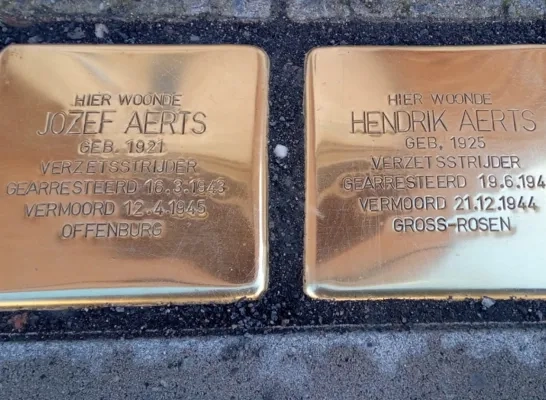 HIER WOONDE
JOZEF AERTS
GEB. 1921
VERZETSSTRIJDER
GEARRESTEERD 16.3.1943
VERMOORD 12.4.1945
OFFENBURG
HIER WOONDE
HENDRIK AERTS
GEB. 1925
VERZETSSTRIJDER
GEARRESTEERD 19.6.194
VERMOORD 21.12.1944
GROSS-ROSEN